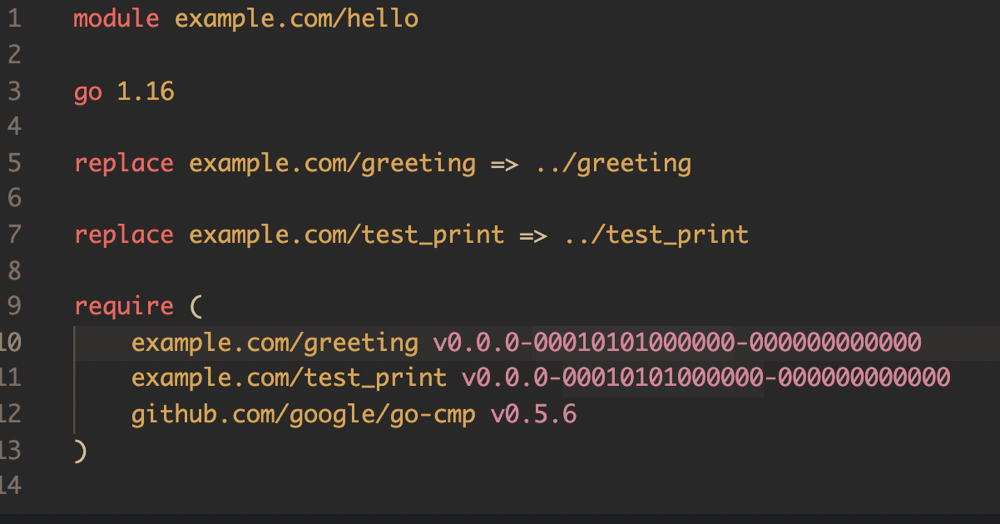 1 module example.com/hello
2
3 go 1.16
4
5 replace example.com/greeting => ../greeting
6
7 replace example.com/test_print => ../test_print
8
9 require (
10 example.com/greeting v0.0.0-00010101000000-000000000000
11 example.com/test_print v0.0.0-00010101000000-000000000000
12 github.com/google/go-cmp v0.5.6
13 )
14